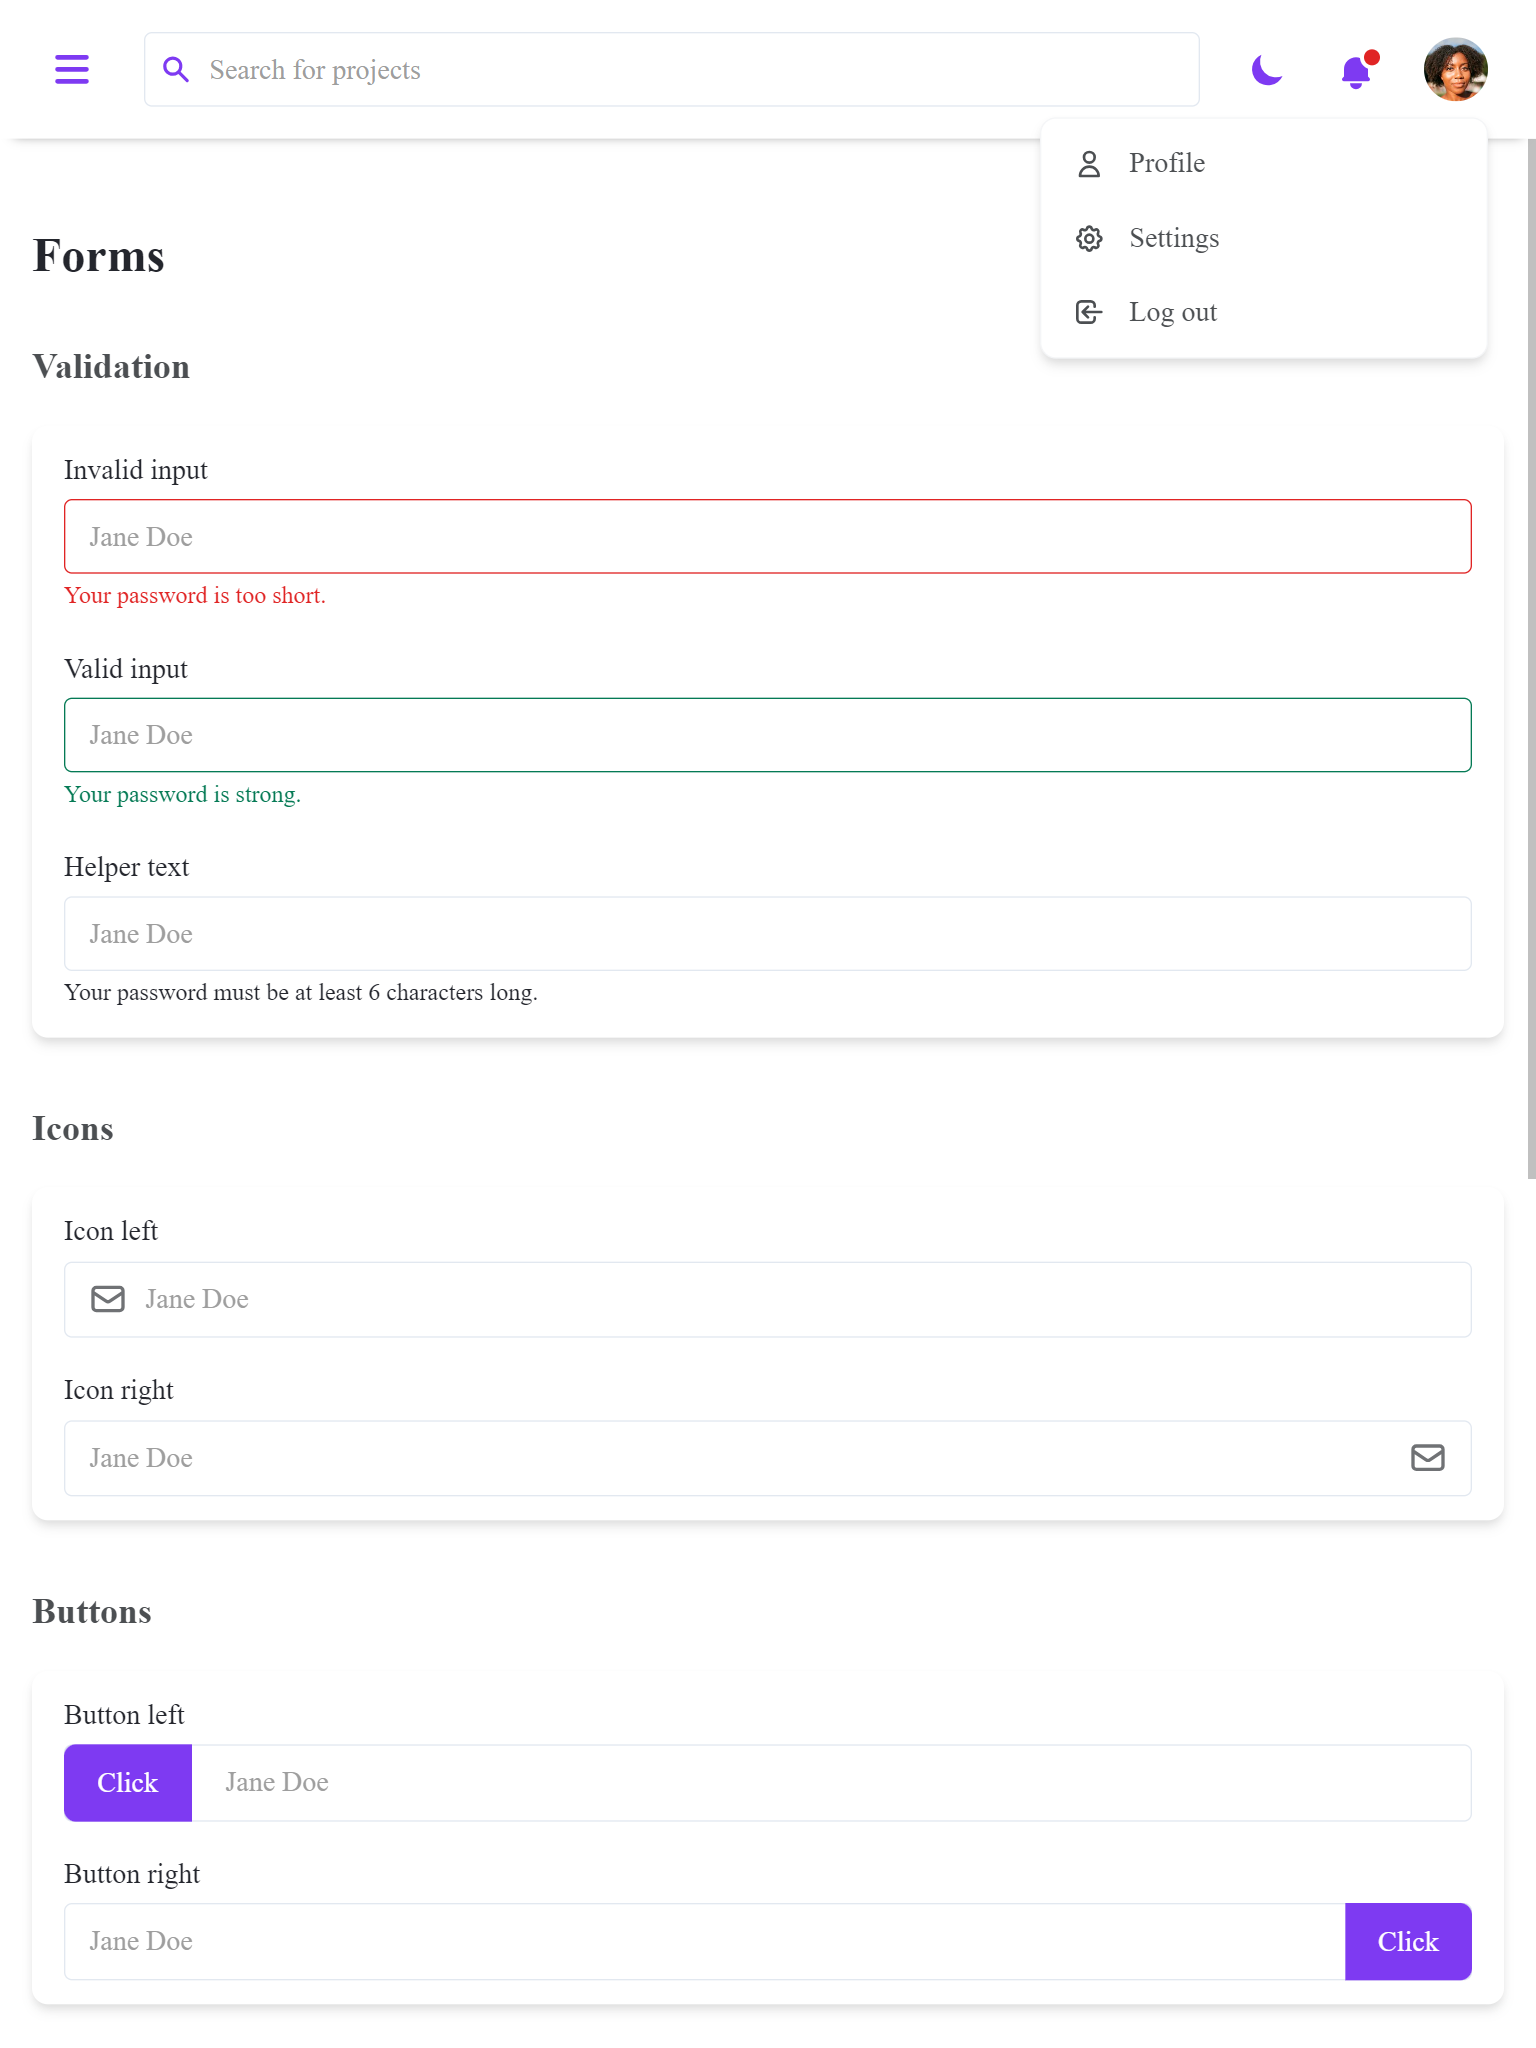 Search for projects
Profile
Settings
Log out
Forms
Validation
Invalid input
Jane Doe
Your password is too short.
Valid input
Jane Doe
Your password is strong.
Helper text
Jane Doe
Your password must be at least 6 characters long.
Icons
Icon left
Jane Doe
Icon right
Jane Doe
Buttons
Button left
Click Jane Doe
Button right
Jane Doe Click